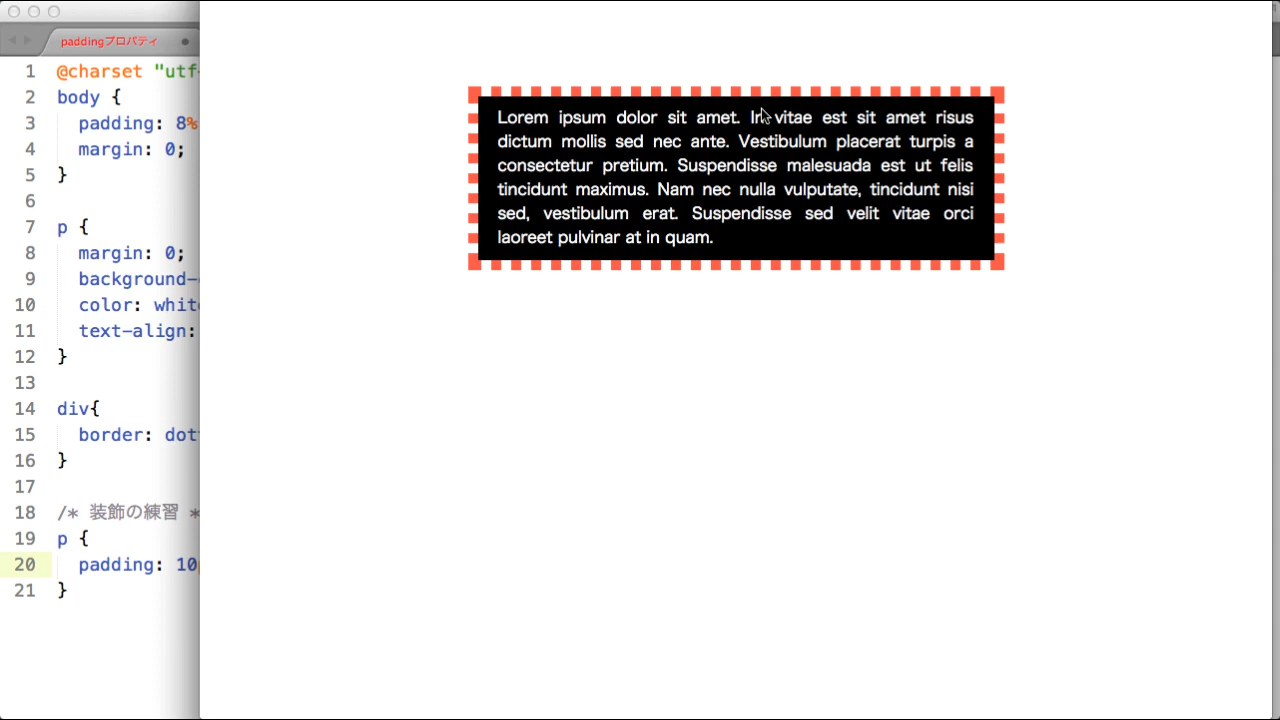 paddingプロパティ
1 @charset "utf-
2 body {
3 padding: 8%
4 margin: 0;
5 }
6
7 p {
8 margin: 0;
9 background-
10 color: white
11 text-align:
12 }
13
14 div{
15 border: dott
16 }
17
18 /* 装飾の練習 *
19 p {
20 padding: 10
21 }
Lorem ipsum dolor sit amet. In vitae est sit amet risus
dictum mollis sed nec ante. Vestibulum placerat turpis a
consectetur pretium. Suspendisse malesuada est ut felis
tincidunt maximus. Nam nec nulla vulputate, tincidunt nisi
sed, vestibulum erat. Suspendisse sed velit vitae orci
laoreet pulvinar at in quam.